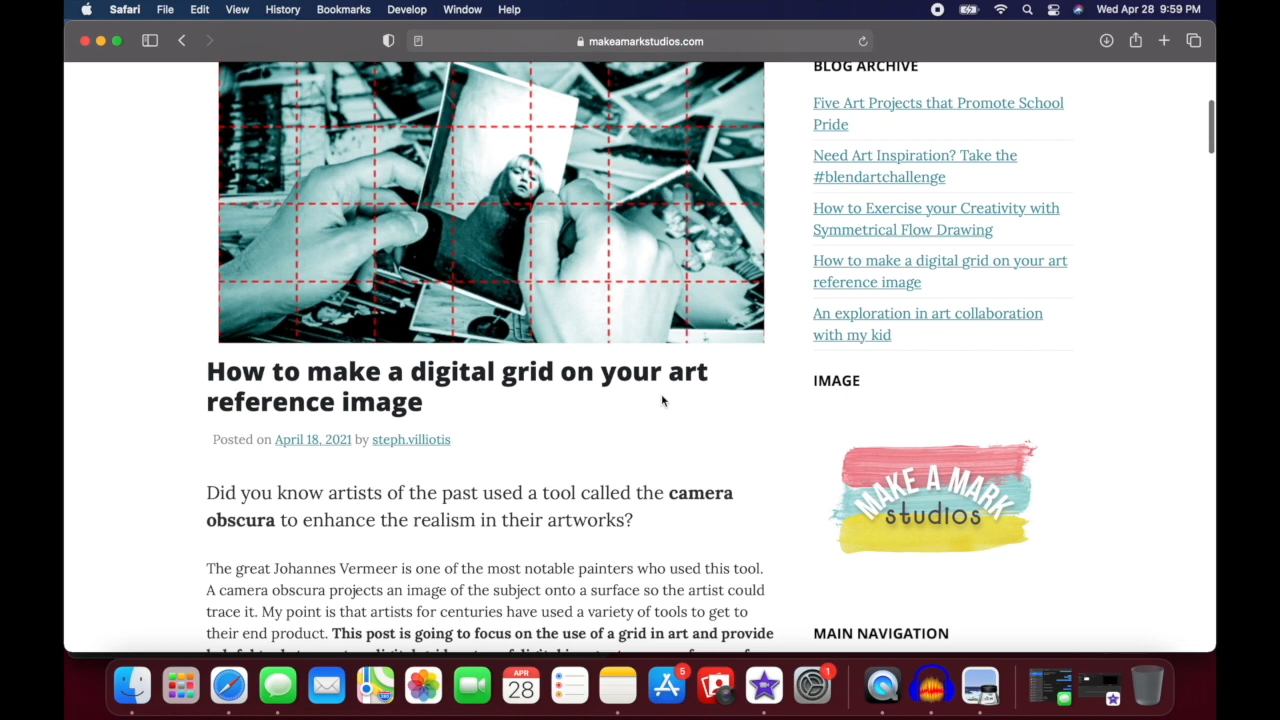 Safari File Edit View History Bookmarks Develop Window Help
Wed Apr 28 9:59 PM
makeamarkstudios.com
How to make a digital grid on your art
reference image
Posted on April 18, 2021 by steph.villiotis
Did you know artists of the past used a tool called the camera
obscura to enhance the realism in their artworks?
The great Johannes Vermeer is one of the most notable painters who used this tool.
A camera obscura projects an image of the subject onto a surface so the artist could
trace it. My point is that artists for centuries have used a variety of tools to get to
their end product. This post is going to focus on the use of a grid in art and provide
BLOG ARCHIVE
Five Art Projects that Promote School
Pride
Need Art Inspiration? Take the
#blendartchallenge
How to Exercise your Creativity with
Symmetrical Flow Drawing
How to make a digital grid on your art
reference image
An exploration in art collaboration
with my kid
IMAGE
MAKE A MARK
studios
MAIN NAVIGATION
APR
28
5
1